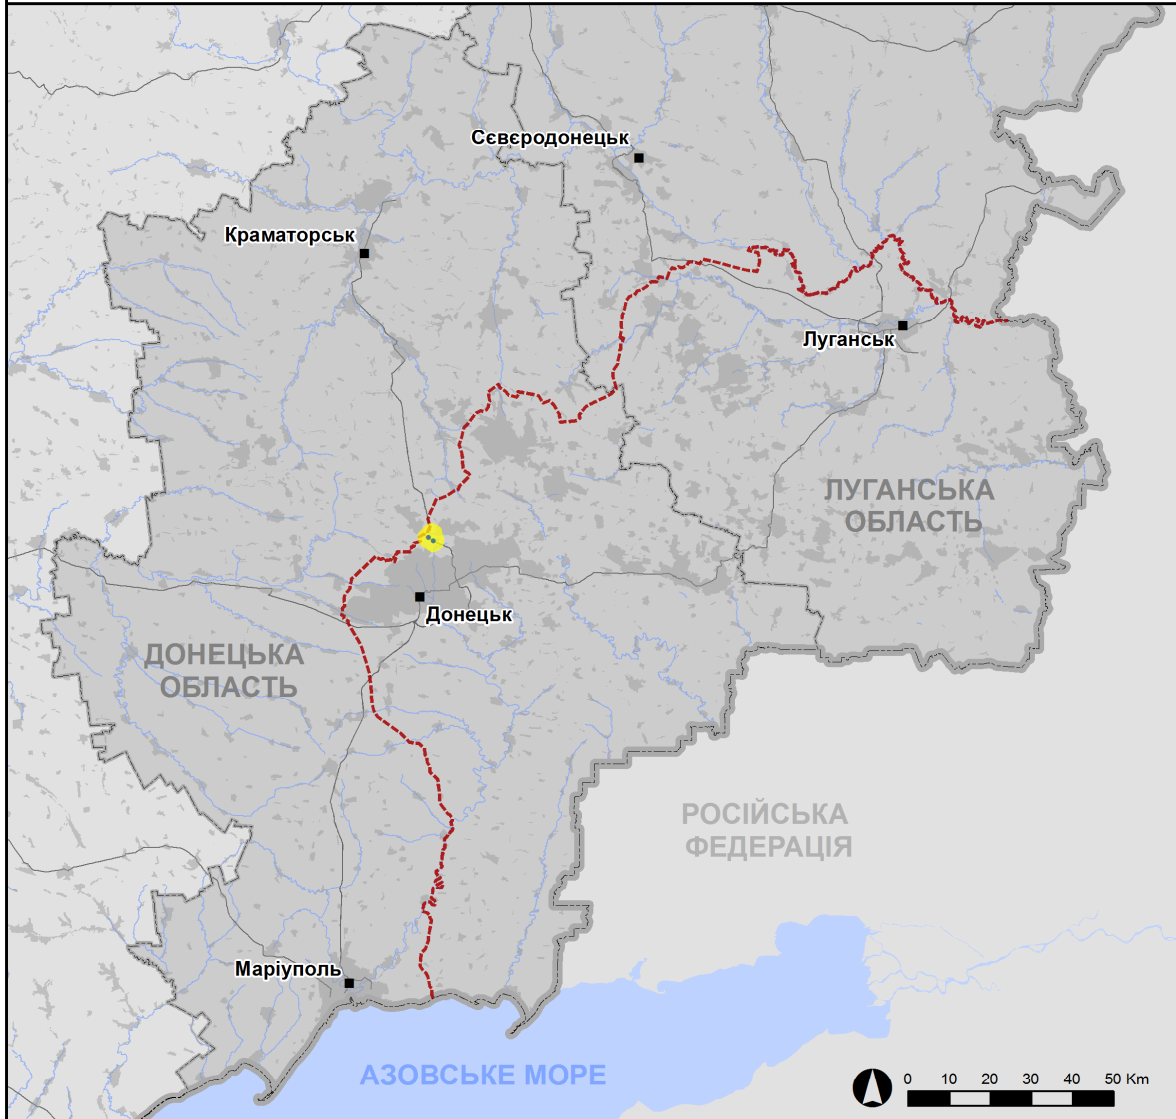 Сєвєродонецьк
Краматорськ
Луганськ
ЛУГАНСЬКА
ОБЛАСТЬ
Донецьк
ДОНЕЦЬКА
ОБЛАСТЬ
РОСІЙСЬКА
ФЕДЕРАЦІЯ
Маріуполь
АЗОВСЬКЕ МОРЕ
0 10 20 30 40 50 Km